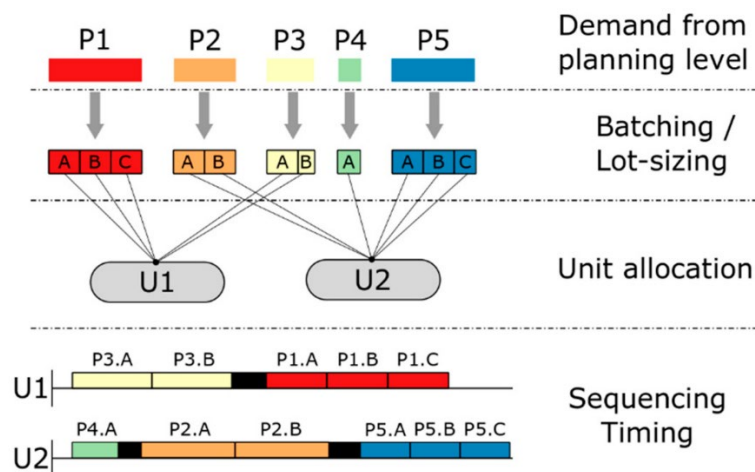 P1 P2 P3 P4 P5
Demand from
planning level
A B C A B A B A A B C
Batching /
Lot-sizing
U1 U2
Unit allocation
P3.A P3.B P1.A P1.B P1.C
U1
P4.A P2.A P2.B P5.A P5.B P5.C
U2
Sequencing
Timing